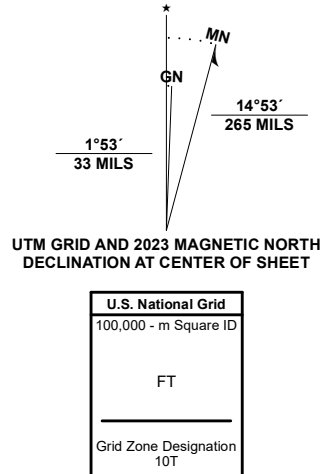 ★
MN
GN
1°53´
33 MILS
14°53´
265 MILS
UTM GRID AND 2023 MAGNETIC NORTH
DECLINATION AT CENTER OF SHEET
U.S. National Grid
100,000 - m Square ID
FT
Grid Zone Designation
10T